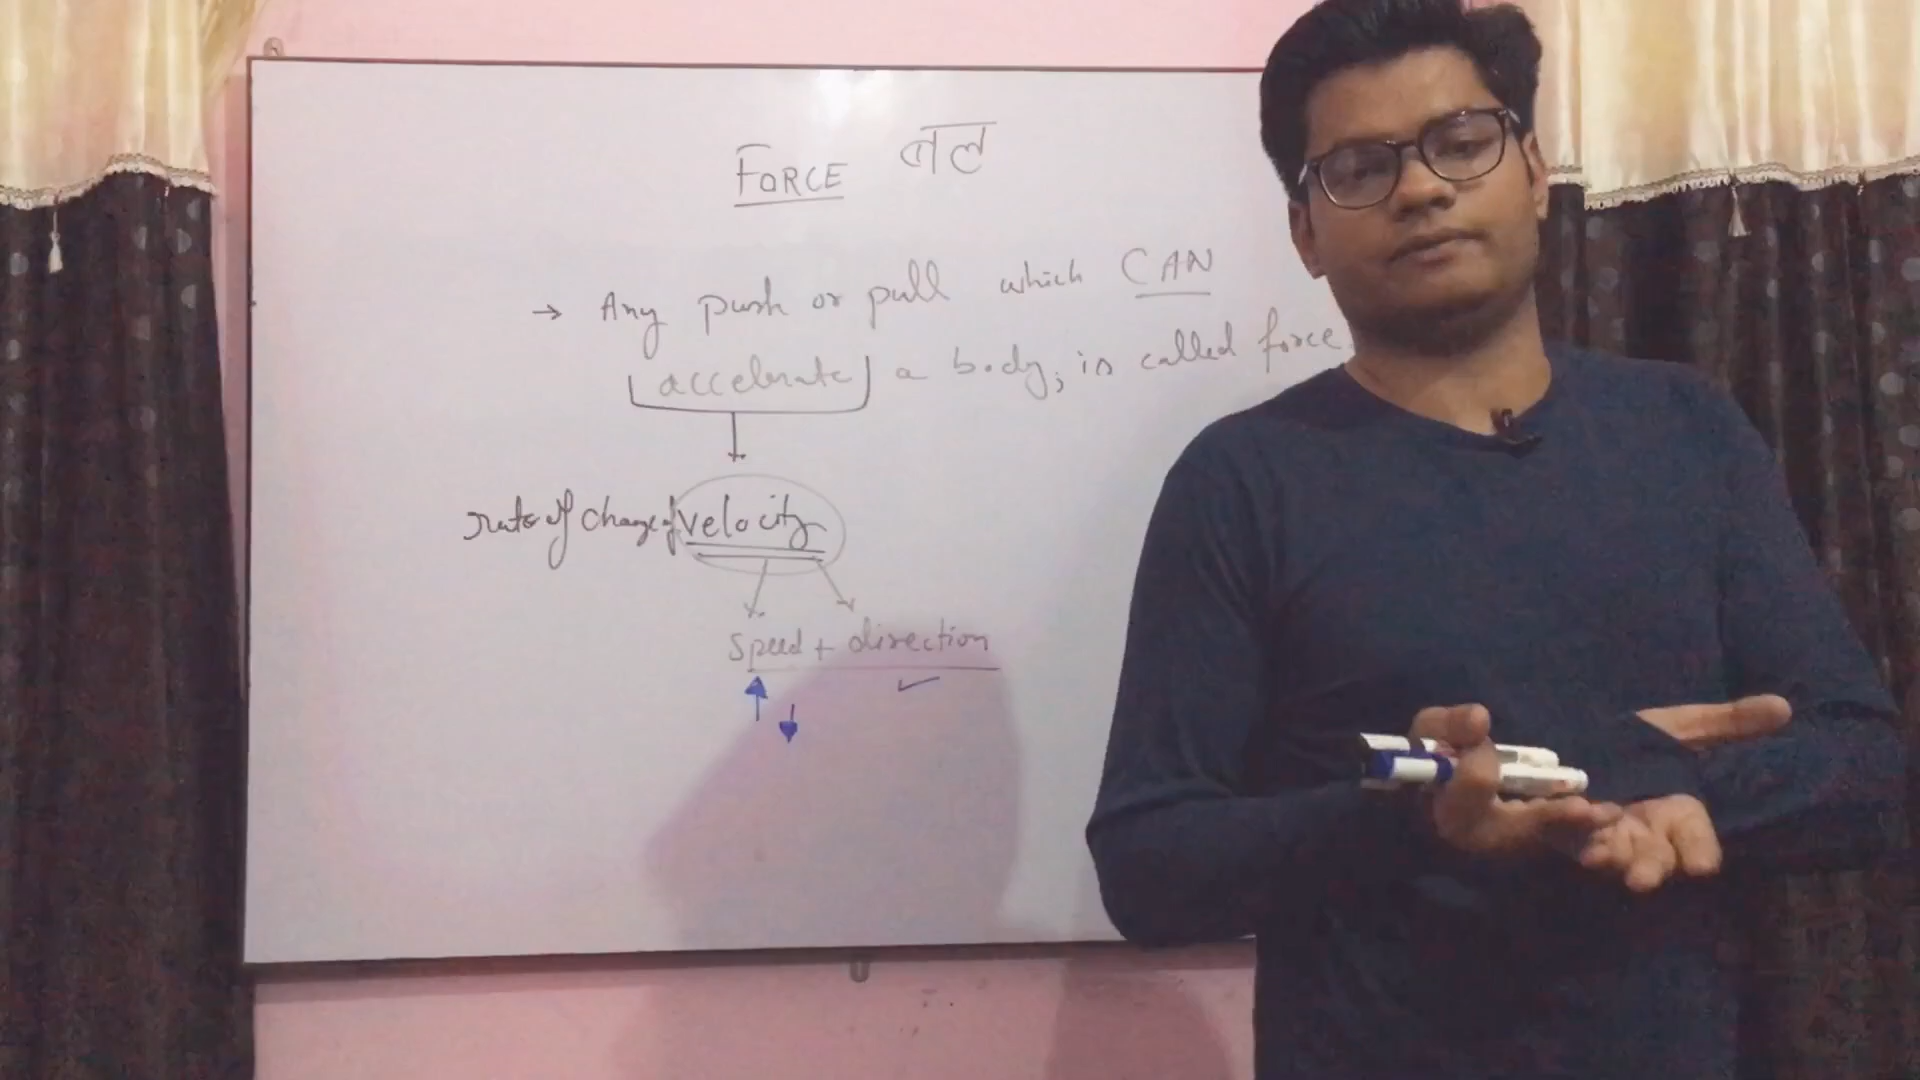 FORCE बल
→ Any push or pull which CAN
accelerate a body, is called force.
rate of change of velocity
speed + direction